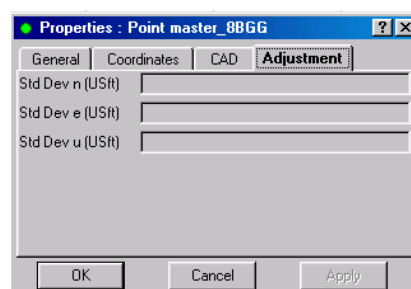 Properties : Point master_8BGG
General Coordinates CAD Adjustment
Std Dev n (USft)
Std Dev e (USft)
Std Dev u (USft)
OK Cancel Apply